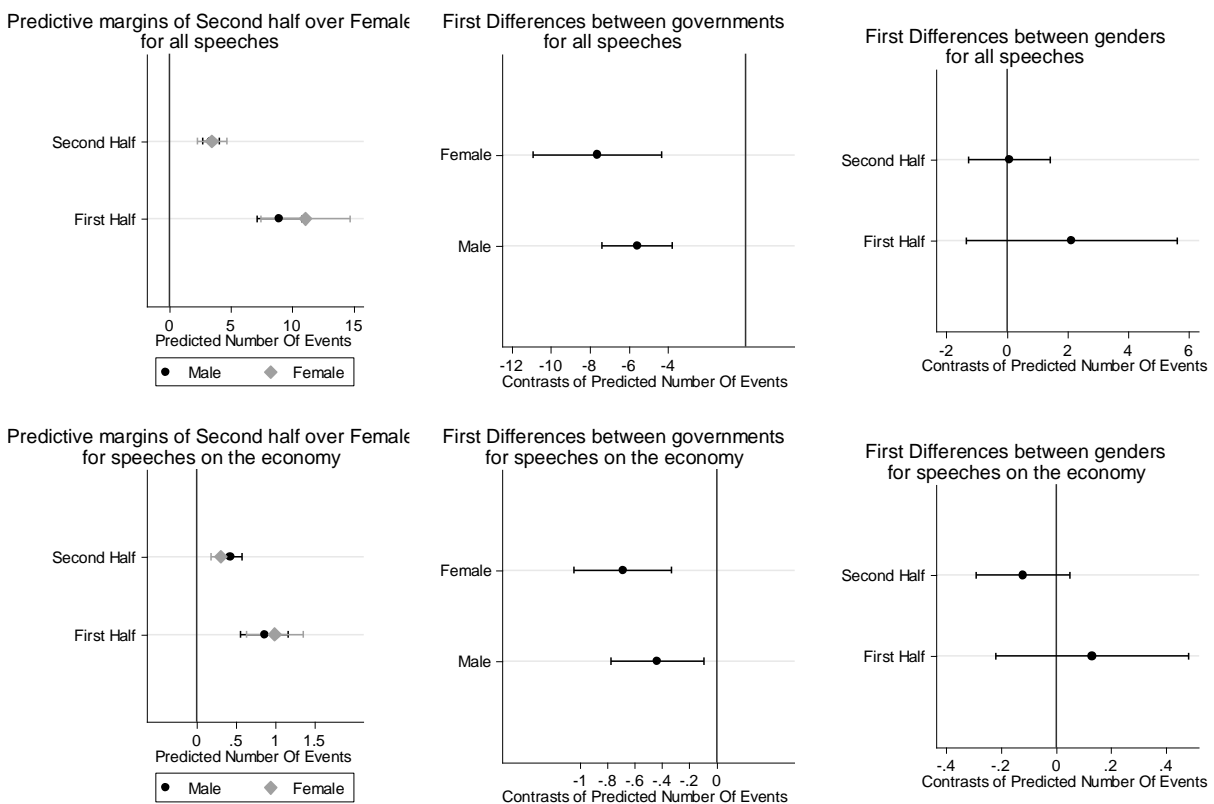 Predictive margins of Second half over Female
for all speeches
Second Half
First Half
0 5 10 15
Predicted Number Of Events
Male Female
First Differences between governments
for all speeches
Female
Male
-12 -10 -8 -6 -4
Contrasts of Predicted Number Of Events
First Differences between genders
for all speeches
Second Half
First Half
-2 0 2 4 6
Contrasts of Predicted Number Of Events
Predictive margins of Second half over Female
for speeches on the economy
Second Half
First Half
0 .5 1 1.5
Predicted Number Of Events
Male Female
First Differences between governments
for speeches on the economy
Female
Male
-1 -.8 -.6 -.4 -.2 0
Contrasts of Predicted Number Of Events
First Differences between genders
for speeches on the economy
Second Half
First Half
-.4 -.2 0 .2 .4
Contrasts of Predicted Number Of Events